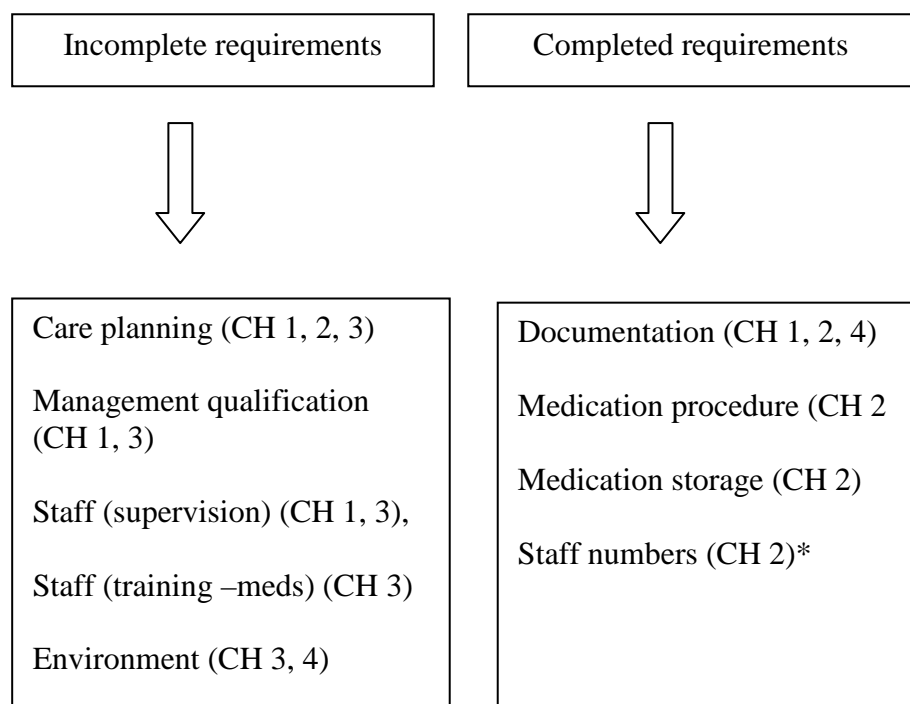 Incomplete requirements
Completed requirements
Care planning (CH 1, 2, 3)
Management qualification
(CH 1, 3)
Staff (supervision) (CH 1, 3),
Staff (training –meds) (CH 3)
Environment (CH 3, 4)
Documentation (CH 1, 2, 4)
Medication procedure (CH 2
Medication storage (CH 2)
Staff numbers (CH 2)*